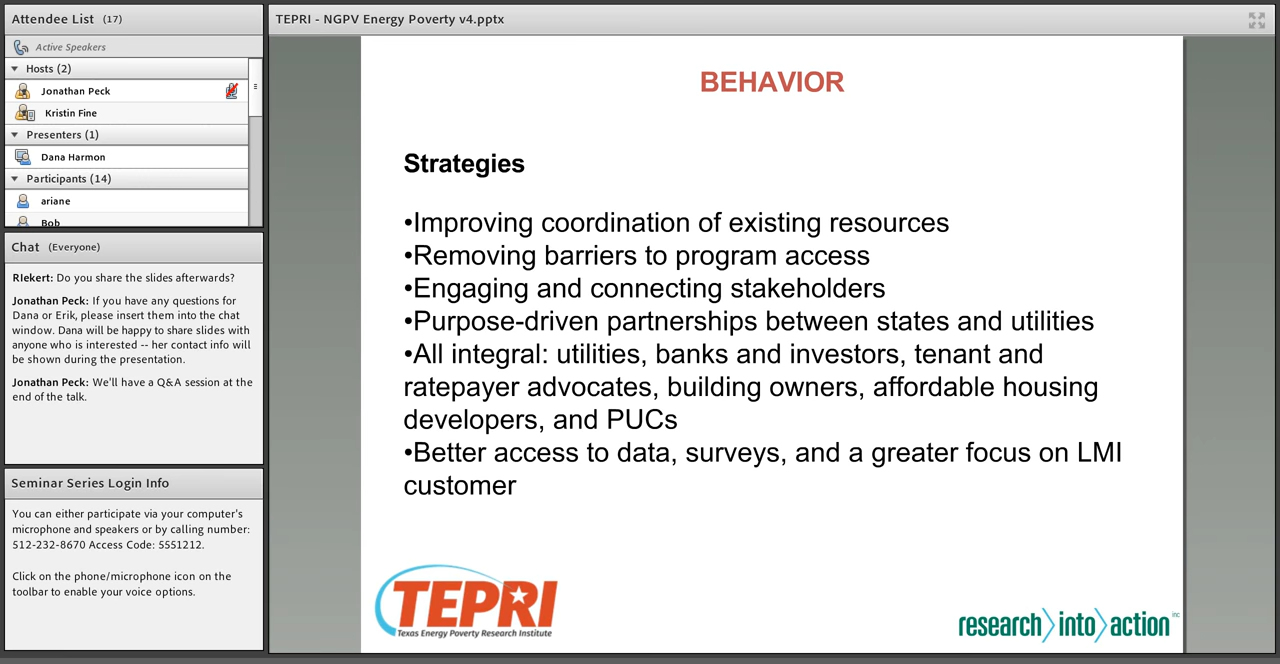 Attendee List (17)
Active Speakers
Hosts (2)
Jonathan Peck
Kristin Fine
Presenters (1)
Dana Harmon
Participants (14)
ariane
Bob
Chat (Everyone)
RIekert: Do you share the slides afterwards?
Jonathan Peck: If you have any questions for
Dana or Erik, please insert them into the chat
window. Dana will be happy to share slides with
anyone who is interested -- her contact info will
be shown during the presentation.
Jonathan Peck: We'll have a Q&A session at the
end of the talk.
Seminar Series Login Info
You can either participate via your computer's
microphone and speakers or by calling number:
512-232-8670 Access Code: 5551212.
Click on the phone/microphone icon on the
toolbar to enable your voice options.
TEPRI - NGPV Energy Poverty v4.pptx
BEHAVIOR
Strategies
•Improving coordination of existing resources
•Removing barriers to program access
•Engaging and connecting stakeholders
•Purpose-driven partnerships between states and utilities
•All integral: utilities, banks and investors, tenant and
ratepayer advocates, building owners, affordable housing
developers, and PUCs
•Better access to data, surveys, and a greater focus on LMI
customer
TEPRI
Texas Energy Poverty Research Institute
research into action inc